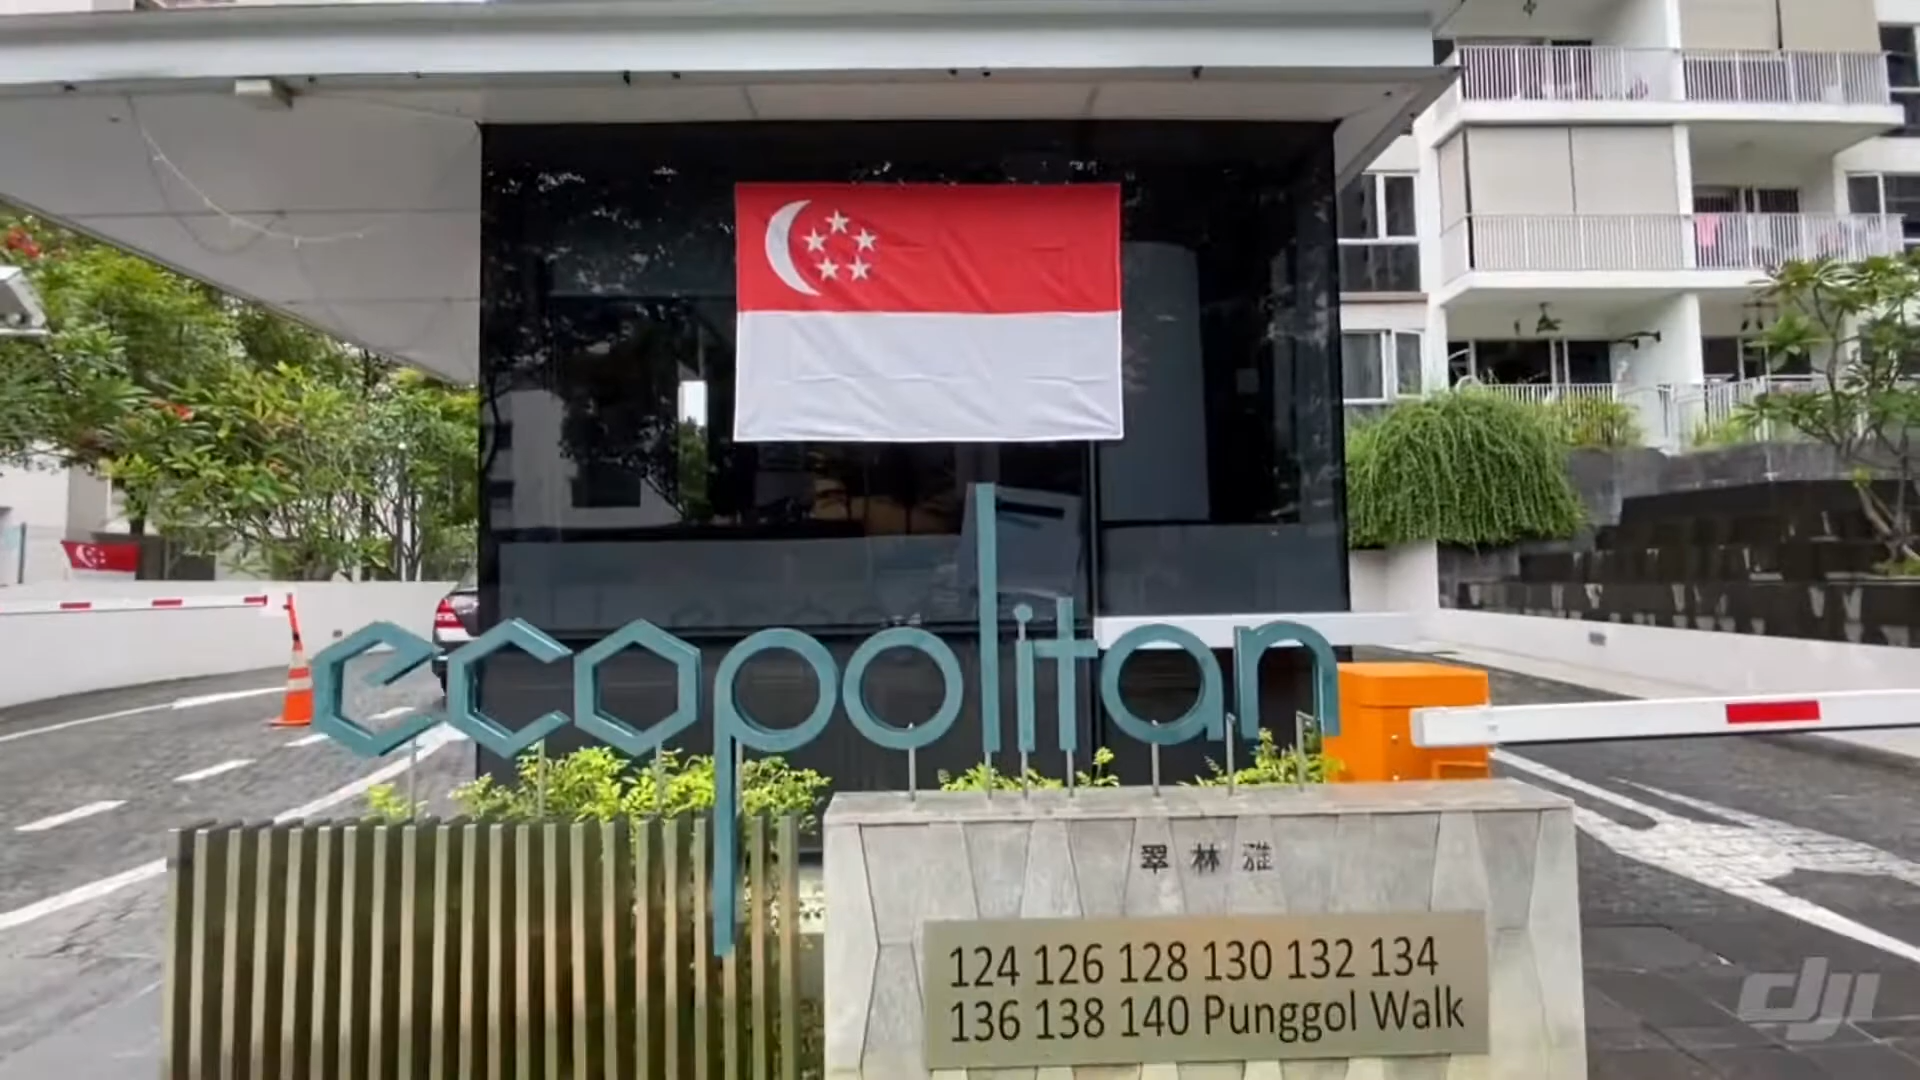 ecopolitan
翠林雅
124 126 128 130 132 134
136 138 140 Punggol Walk
dji